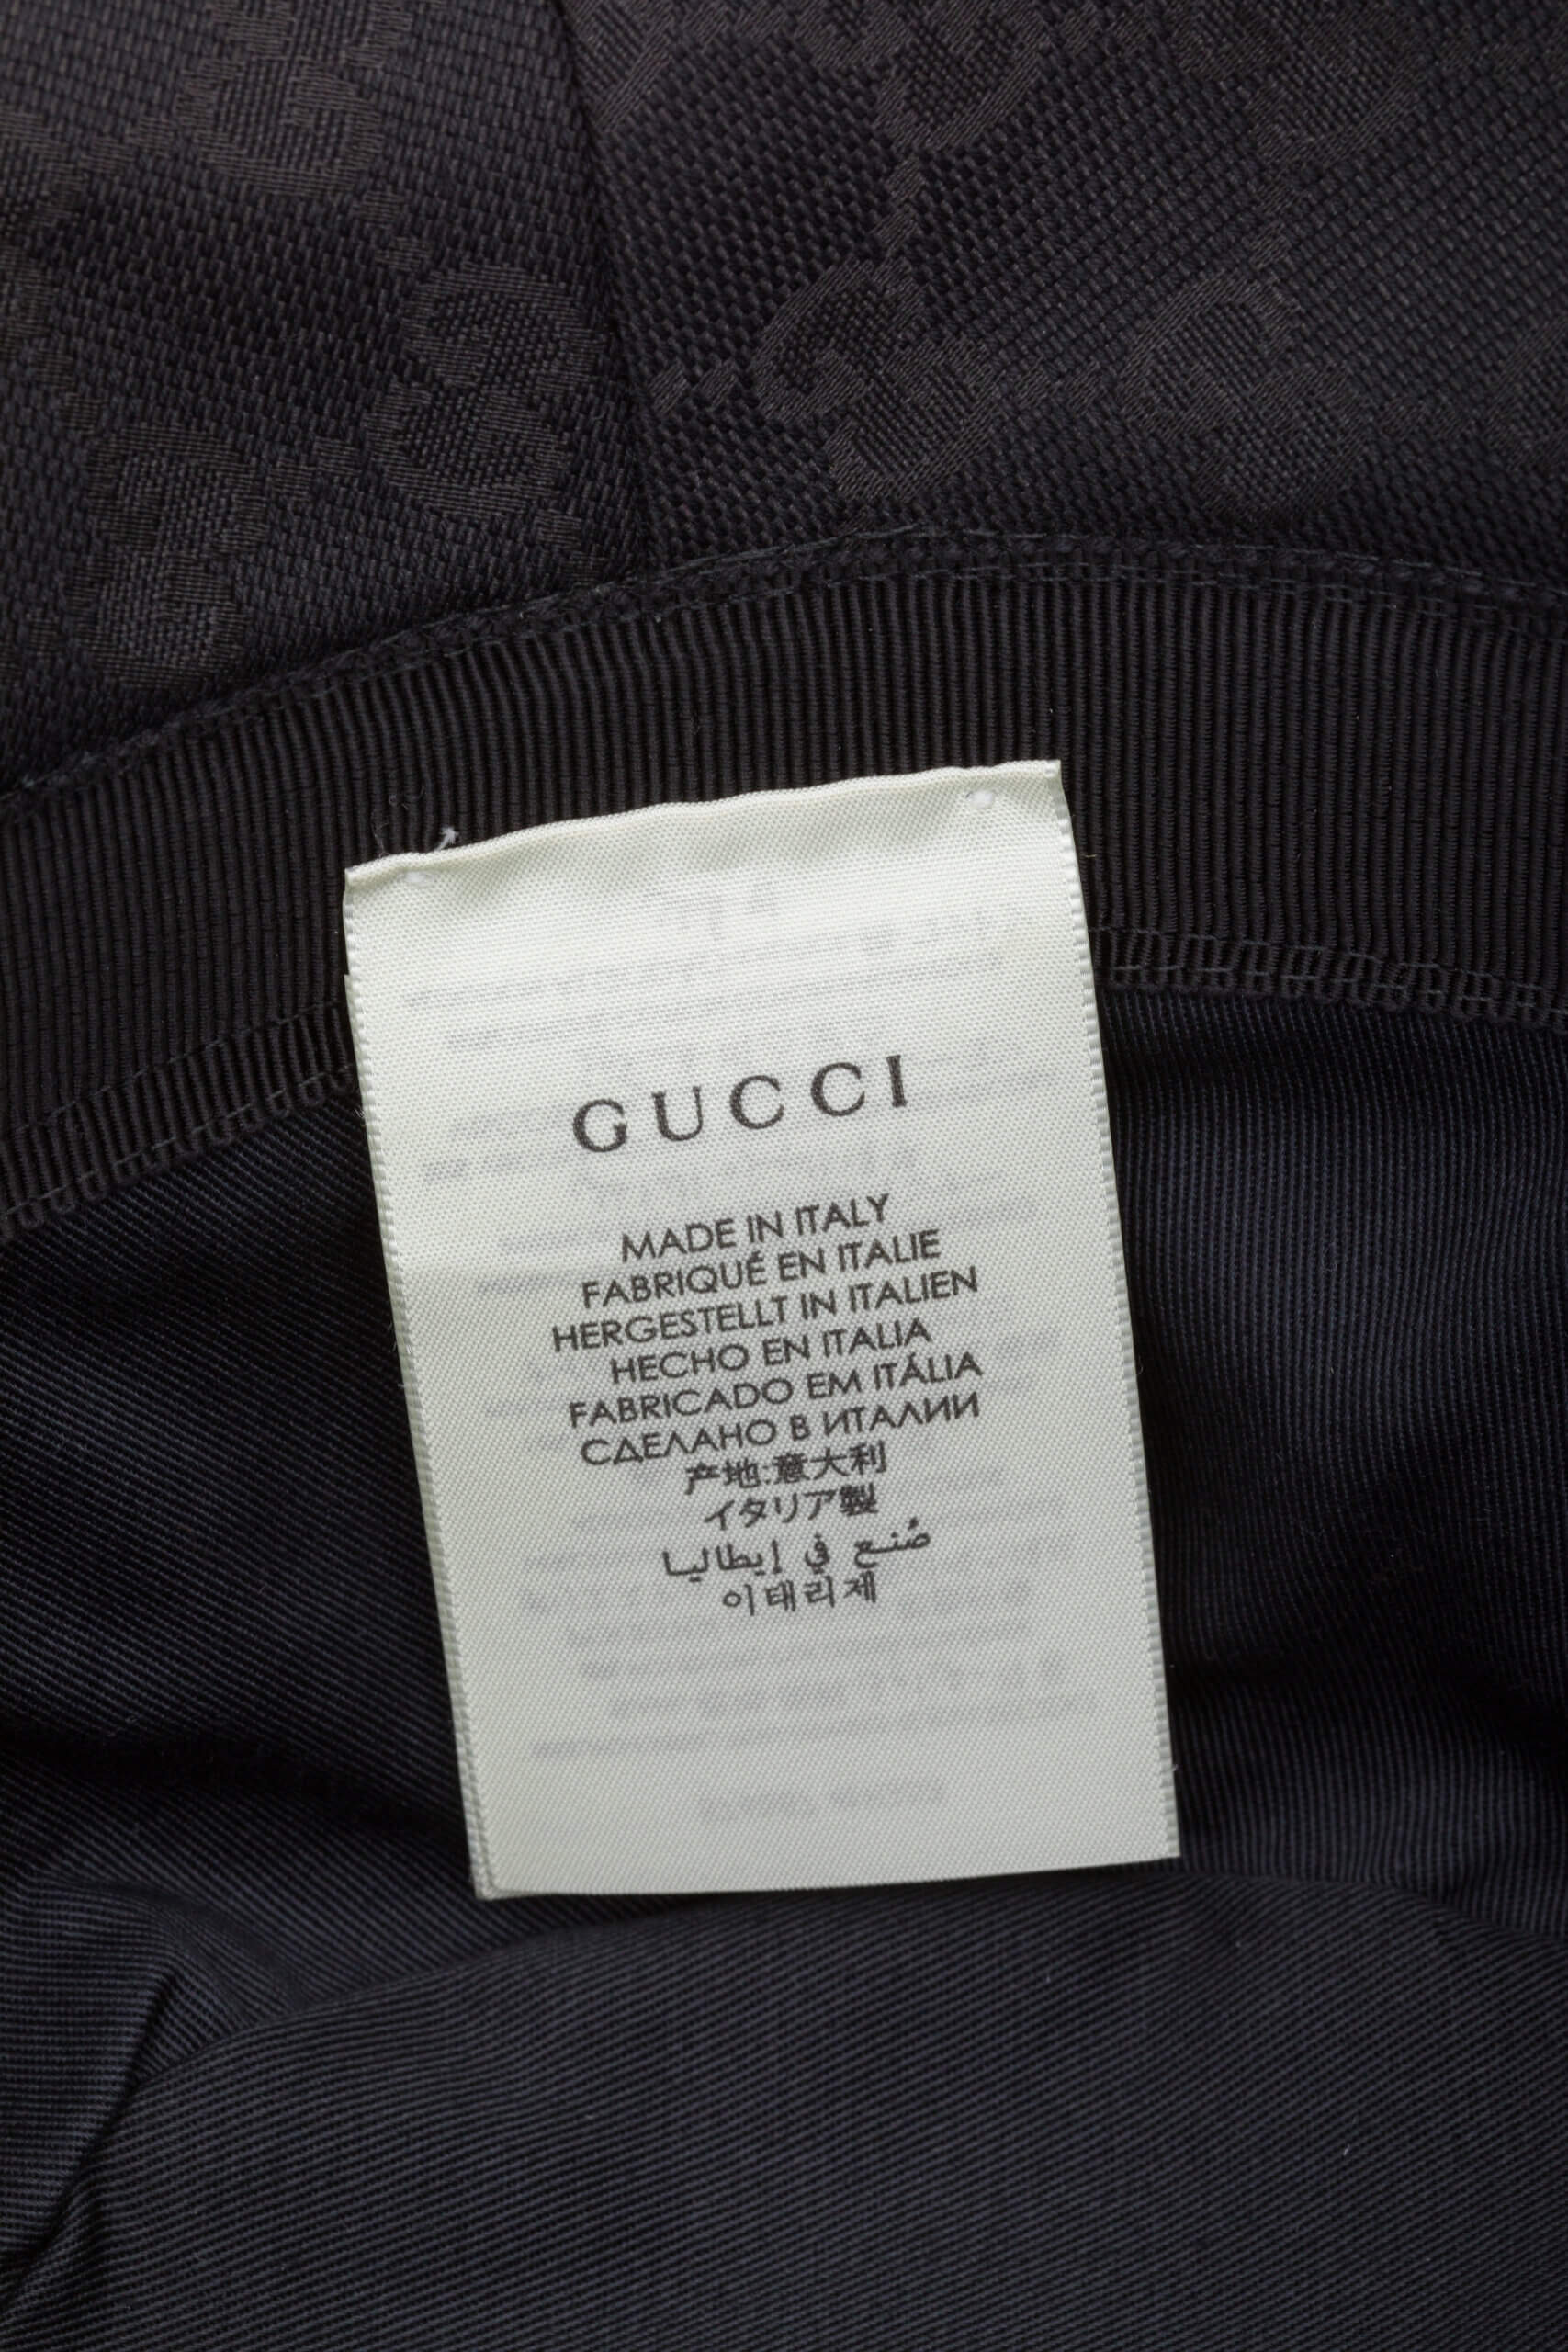 GUCCI
MADE IN ITALY
FABRIQUÉ EN ITALIE
HERGESTELLT IN ITALIEN
HECHO EN ITALIA
FABRICADO EM ITÁLIA
СДЕЛАНО В ИТАЛИИ
产地:意大利
イタリア製
صُنع في إيطاليا
이태리제